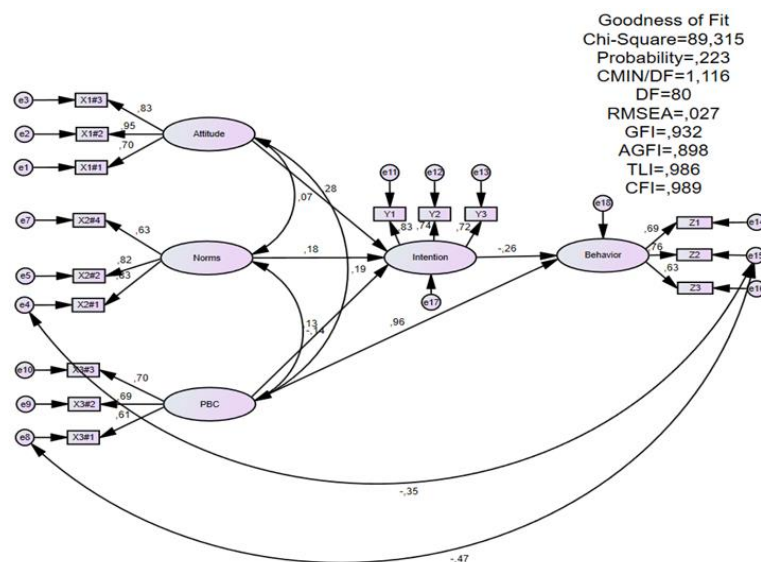 Goodness of Fit
Chi-Square=89,315
Probability=,223
CMIN/DF=1,116
DF=80
RMSEA=,027
GFI=,932
AGFI=,898
TLI=,986
CFI=,989
e3 X1#3 ,83
e2 X1#2 ,95
e1 X1#1 ,70
Attitude
,28
,07
e11 e12 e13
Y1 Y2 Y3
,83 ,74 ,72
e18
e7 X2#4 ,63
e5 X2#2 ,82
e4 X2#1
Norms
,18
Intention
-,26
Behavior
,69 Z1 e14
,76 Z2 e15
,63 Z3 e16
,19
e17
,13
-,14
,96
e10 X3#3 ,70
e9 X3#2 ,69
e8 X3#1 ,61
PBC
-,35
-,47